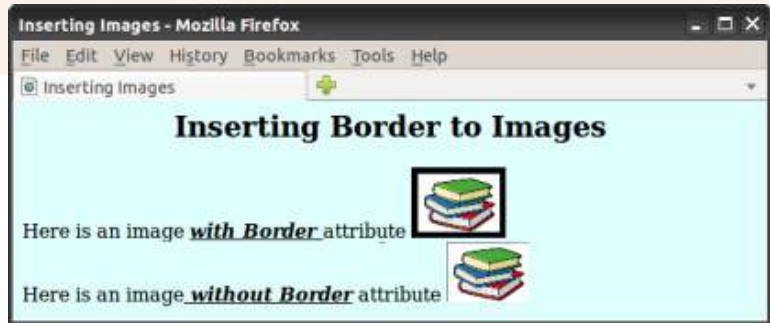 Inserting Images - Mozilla Firefox
File Edit View History Bookmarks Tools Help
Inserting Images
Inserting Border to Images
Here is an image with Border attribute
Here is an image without Border attribute